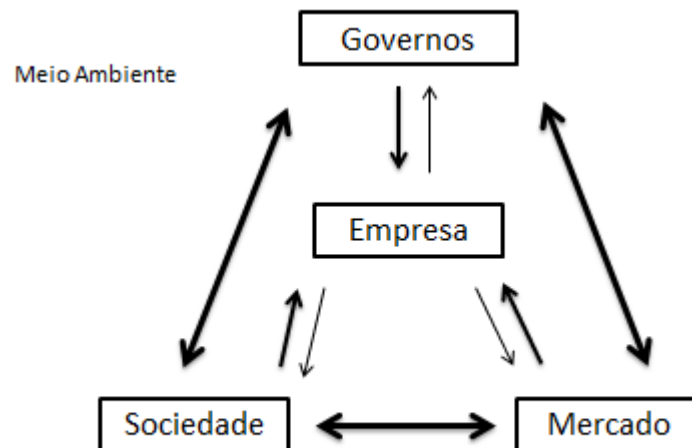 Governos
Meio Ambiente
Empresa
Sociedade
Mercado